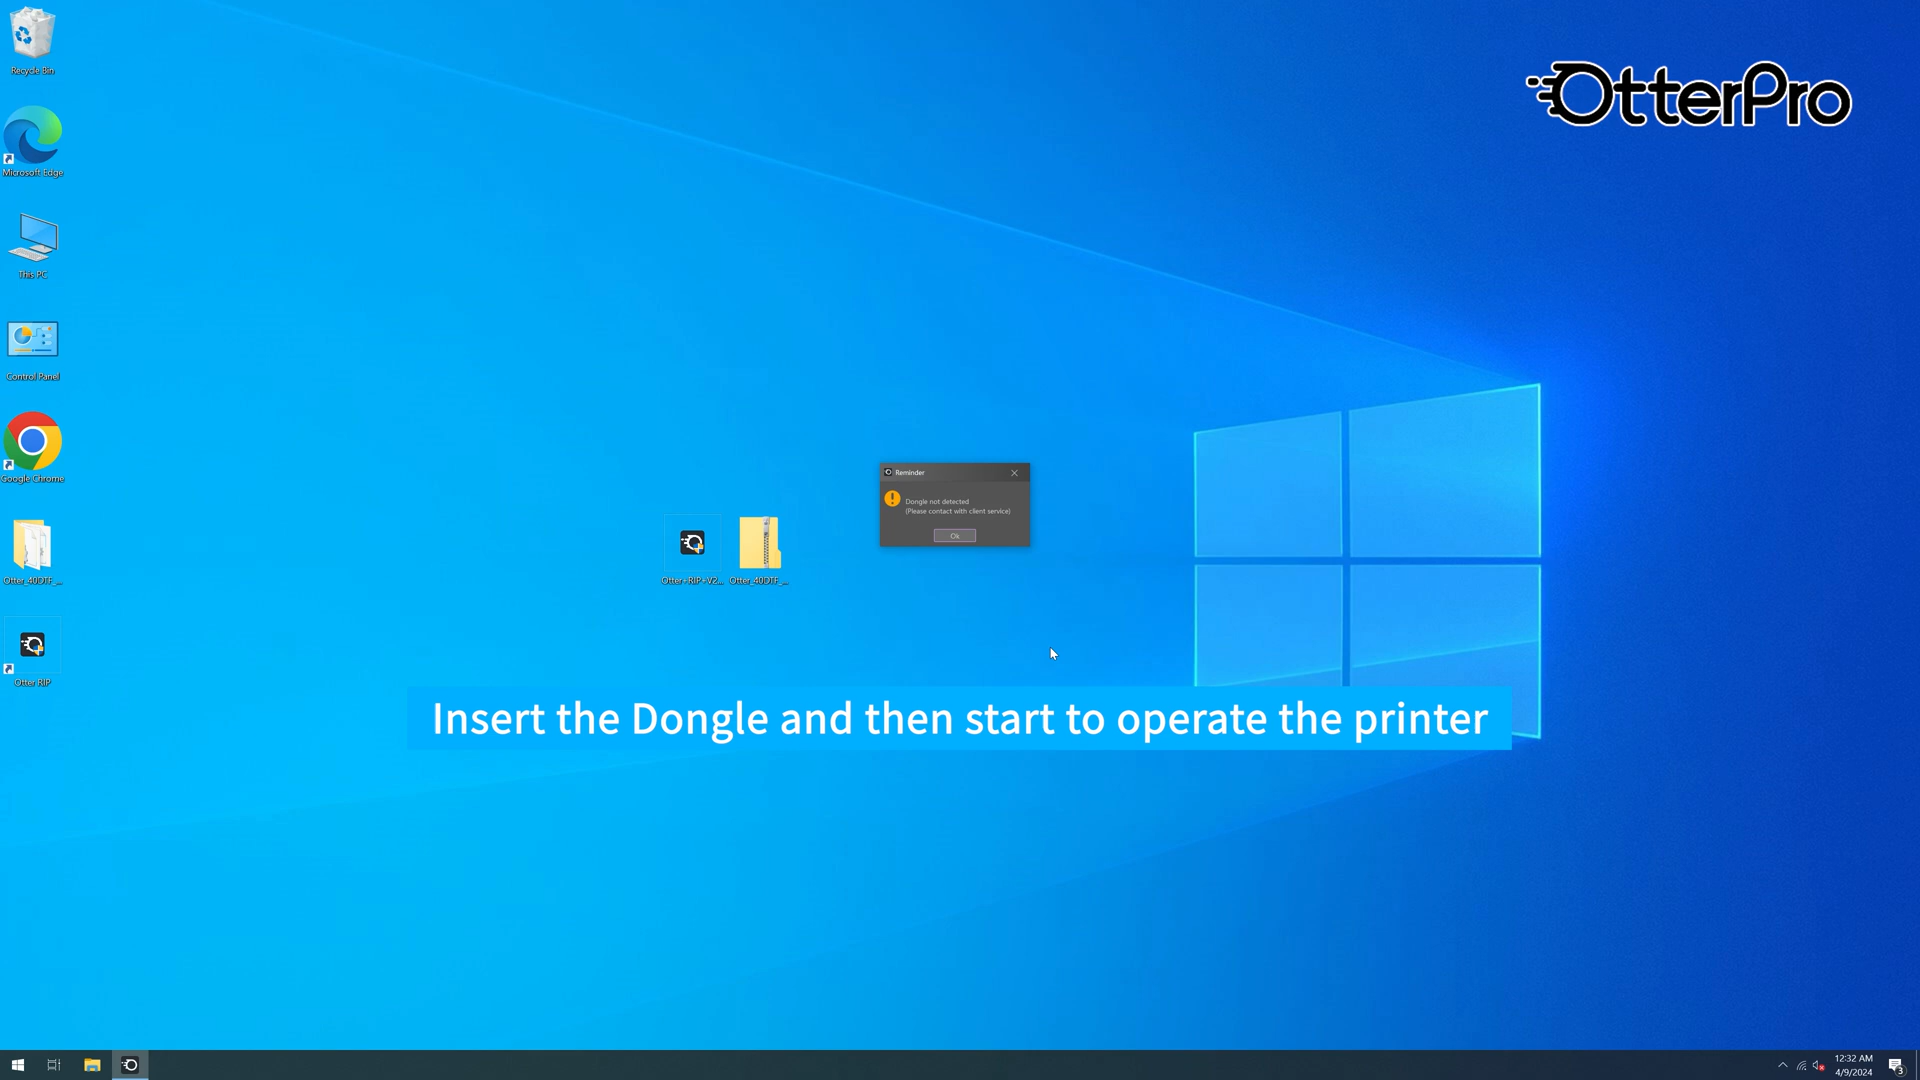 Recycle Bin
Microsoft Edge
This PC
Control Panel
Google Chrome
Otter_40DTF_...
Otter RIP
OtterPro
Reminder
Dongle not detected
(Please contact with client service)
Ok
Otter+RIP+V2...
Otter_40DTF_...
Insert the Dongle and then start to operate the printer
12:32 AM
4/9/2024
3